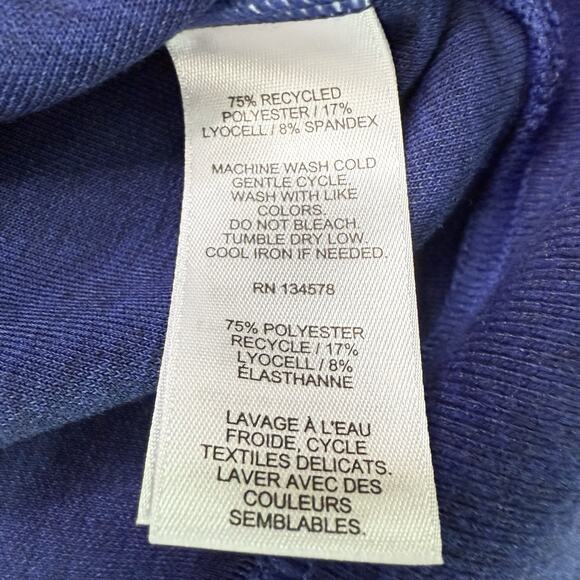 75% RECYCLED
POLYESTER / 17%
LYOCELL / 8% SPANDEX
MACHINE WASH COLD
GENTLE CYCLE.
WASH WITH LIKE
COLORS.
DO NOT BLEACH.
TUMBLE DRY LOW.
COOL IRON IF NEEDED.
RN 134578
75% POLYESTER
RECYCLE / 17%
LYOCELL / 8%
ÉLASTHANNE
LAVAGE À L'EAU
FROIDE, CYCLE
TEXTILES DELICATS.
LAVER AVEC DES
COULEURS
SEMBLABLES.